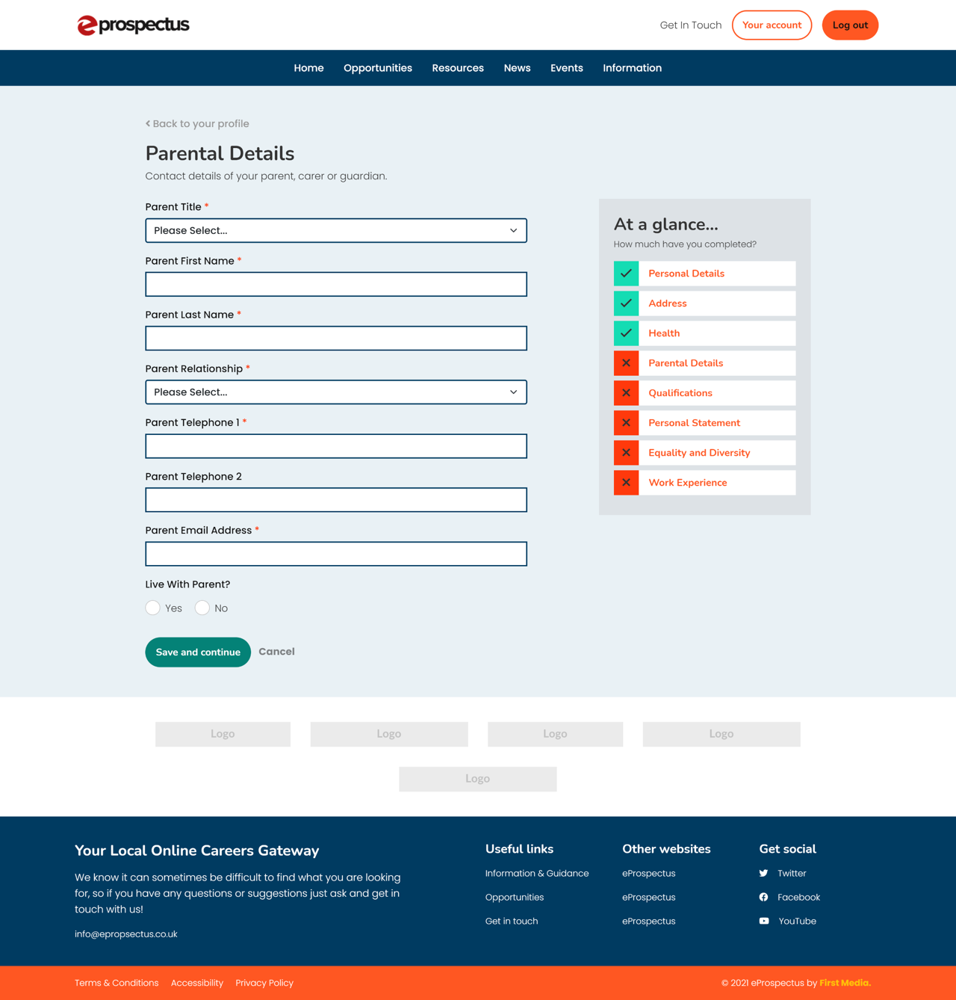 eprospectus
Get In Touch
Your account
Log out
Home
Opportunities
Resources
News
Events
Information
Back to your profile
Parental Details
Contact details of your parent, carer or guardian.
Parent Title *
Please Select...
Parent First Name *
Parent Last Name *
Parent Relationship *
Please Select...
Parent Telephone 1 *
Parent Telephone 2
Parent Email Address *
Live With Parent?
Yes
No
Save and continue
Cancel
At a glance...
How much have you completed?
Personal Details
Address
Health
Parental Details
Qualifications
Personal Statement
Equality and Diversity
Work Experience
Logo
Logo
Logo
Logo
Logo
Your Local Online Careers Gateway
We know it can sometimes be difficult to find what you are looking
for, so if you have any questions or suggestions just ask and get in
touch with us!
info@epropsectus.co.uk
Useful links
Information & Guidance
Opportunities
Get in touch
Other websites
eProspectus
eProspectus
eProspectus
Get social
Twitter
Facebook
YouTube
Terms & Conditions
Accessibility
Privacy Policy
© 2021 eProspectus by First Media.